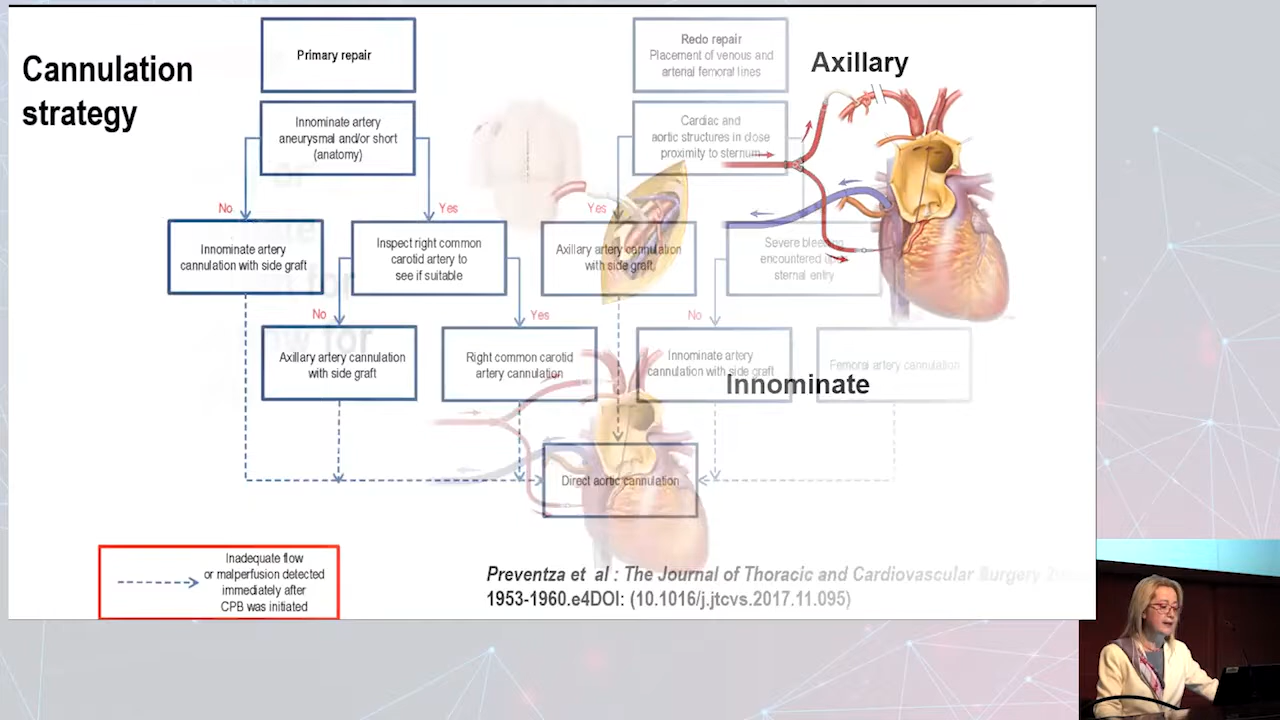 Cannulation
strategy
Primary repair
Redo repair
Placement of venous and
arterial femoral lines
Axillary
Innominate artery
aneurysmal and/or short
(anatomy)
Cardiac and
aortic structures in close
proximity to sternum
No
Yes
Yes
Innominate artery
cannulation with side graft
Inspect right common
carotid artery to
see if suitable
Axillary artery cannulation
with side graft
Severe bleeding
encountered upon
sternal entry
No
Yes
No
Axillary artery cannulation
with side graft
Right common carotid
artery cannulation
Innominate artery
cannulation with side graft
Femoral artery cannulation
Innominate
Direct aortic cannulation
Inadequate flow
or malperfusion detected
immediately after
CPB was initiated
Preventza et al : The Journal of Thoracic and Cardiovascular Surgery
1953-1960.e4DOI: (10.1016/j.jtcvs.2017.11.095)